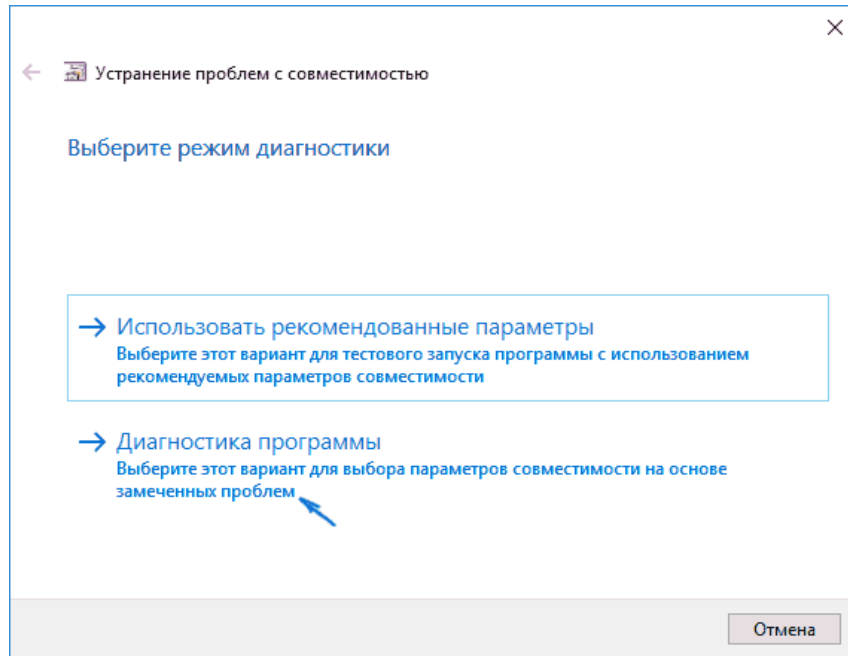 Устранение проблем с совместимостью
Выберите режим диагностики
Использовать рекомендованные параметры
Выберите этот вариант для тестового запуска программы с использованием
рекомендуемых параметров совместимости
Диагностика программы
Выберите этот вариант для выбора параметров совместимости на основе
замеченных проблем
Отмена